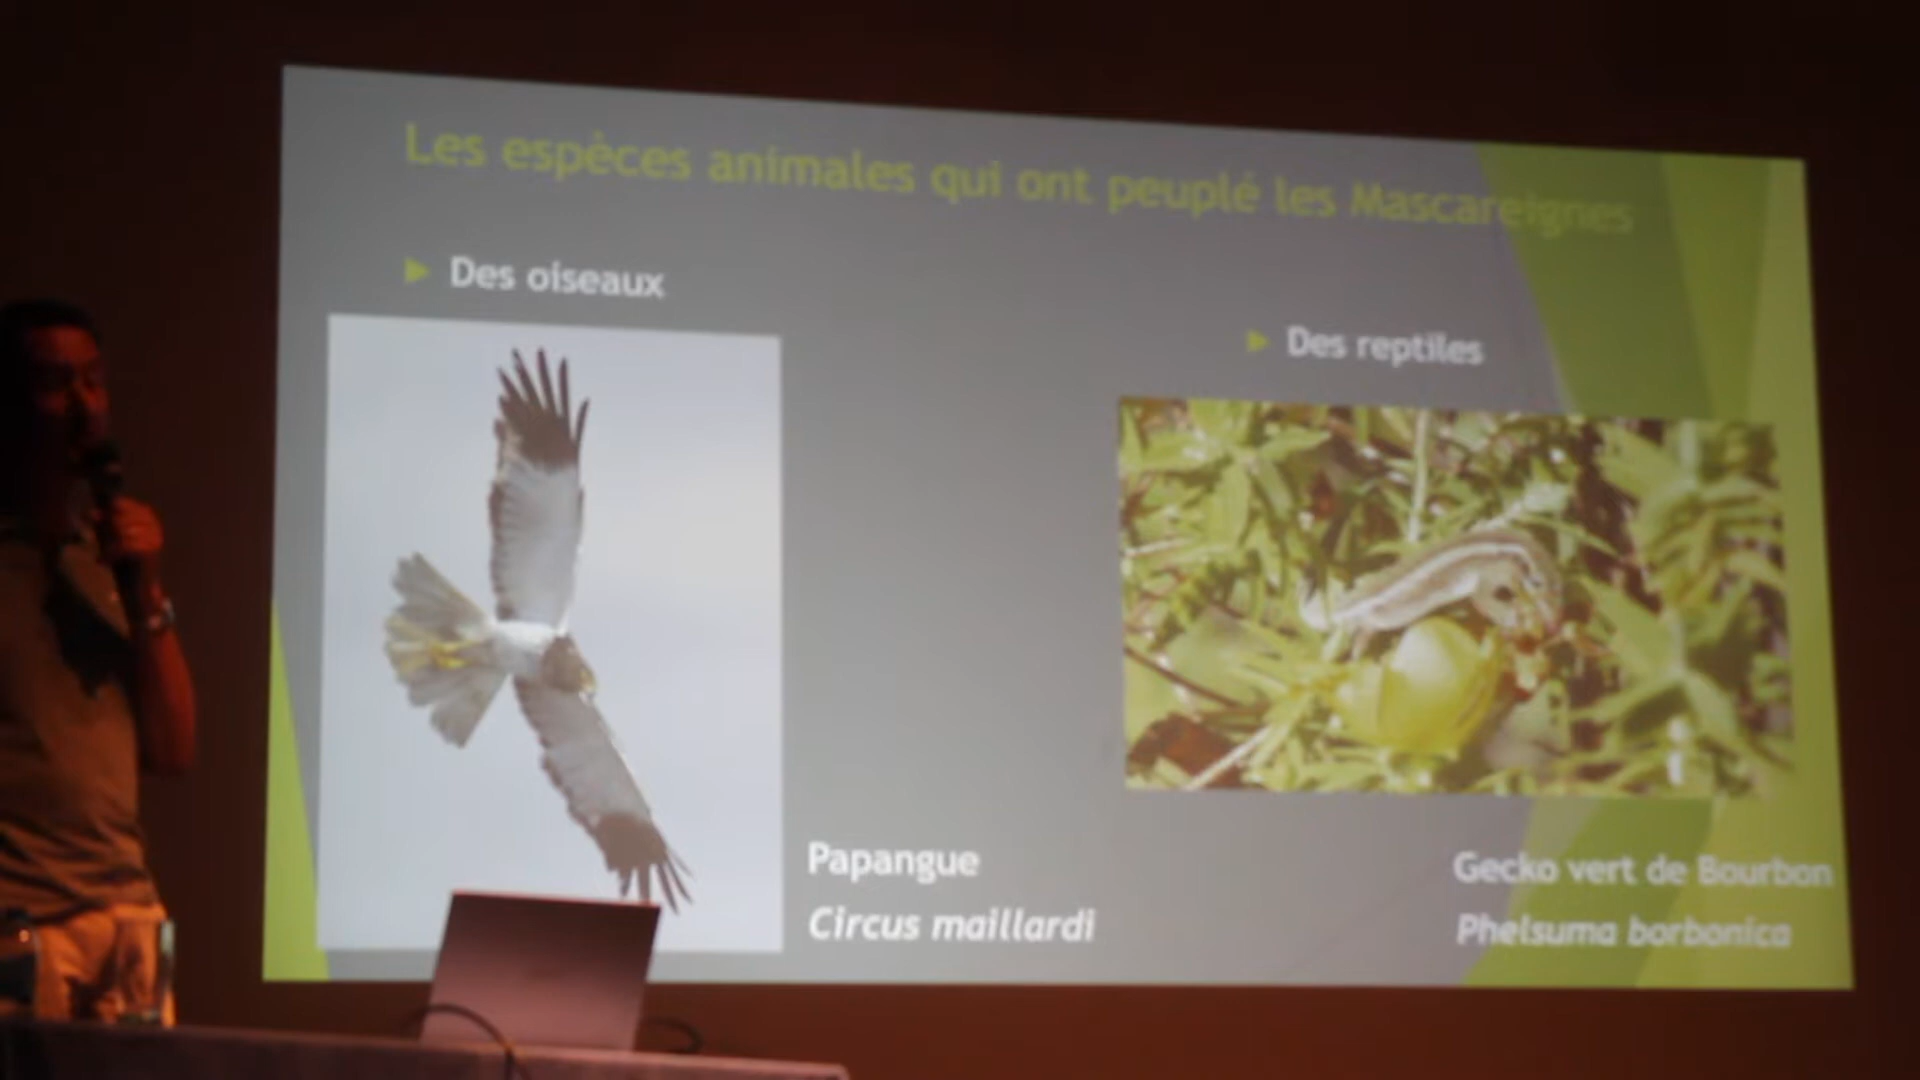 Les espèces animales qui ont peuplé les Mascareignes
Des oiseaux
Des reptiles
Papangue
Circus maillardi
Gecko vert de Bourbon
Phelsuma borbonica